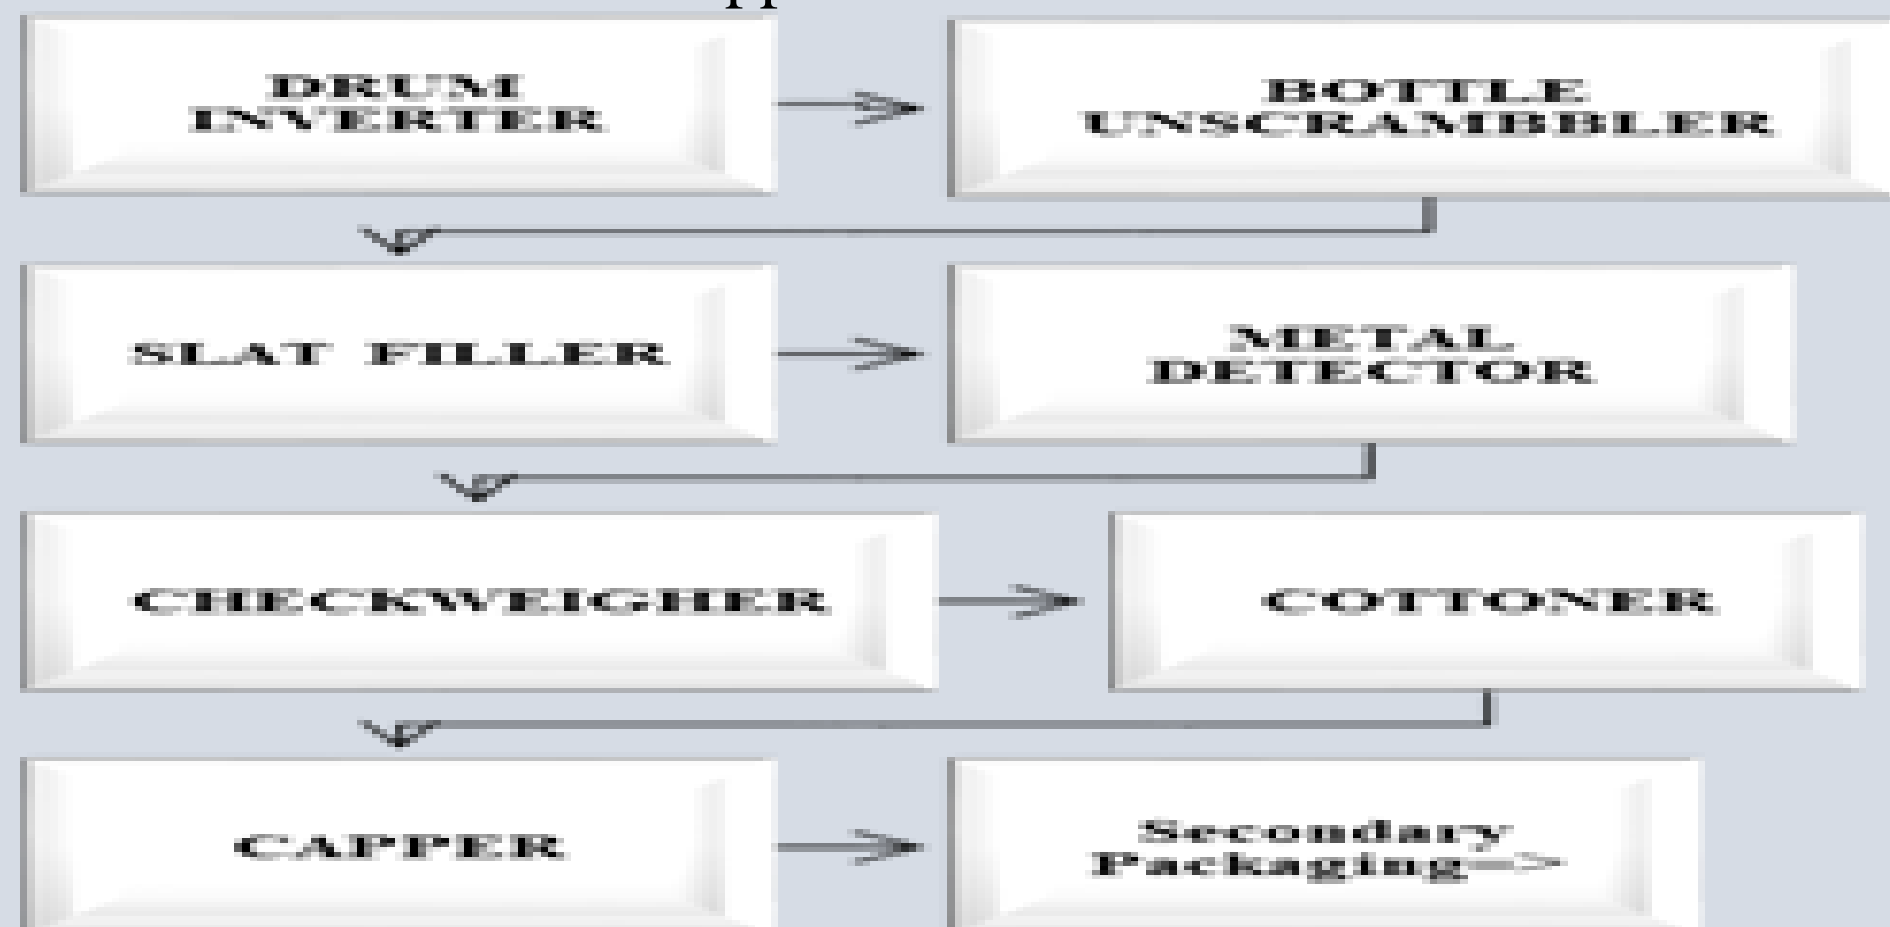 DRUM
INVERTER
BOTTLE
UNSCRAMBBLER
SLAT FILLER
METAL
DETECTOR
CHECKWEIGHER
COTTONER
CAPPER
Secondary
Packaging=>